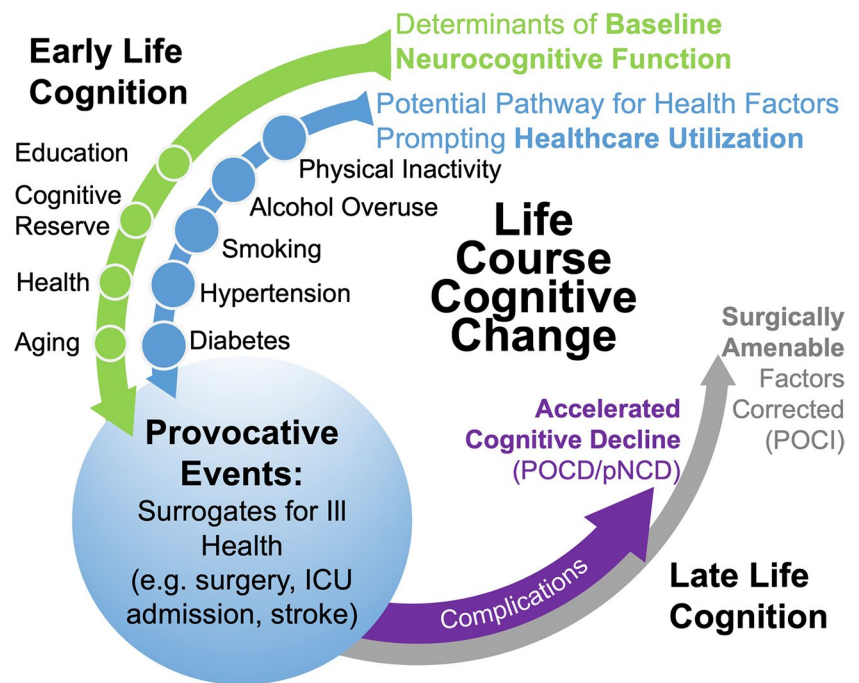 Early Life
Cognition
Determinants of Baseline
Neurocognitive Function
Potential Pathway for Health Factors
Prompting Healthcare Utilization
Education
Cognitive
Reserve
Health
Aging
Physical Inactivity
Alcohol Overuse
Smoking
Hypertension
Diabetes
Life
Course
Cognitive
Change
Provocative
Events:
Surrogates for Ill
Health
(e.g. surgery, ICU
admission, stroke)
Complications
Accelerated
Cognitive Decline
(POCD/pNCD)
Surgically
Amenable
Factors
Corrected
(POCI)
Late Life
Cognition